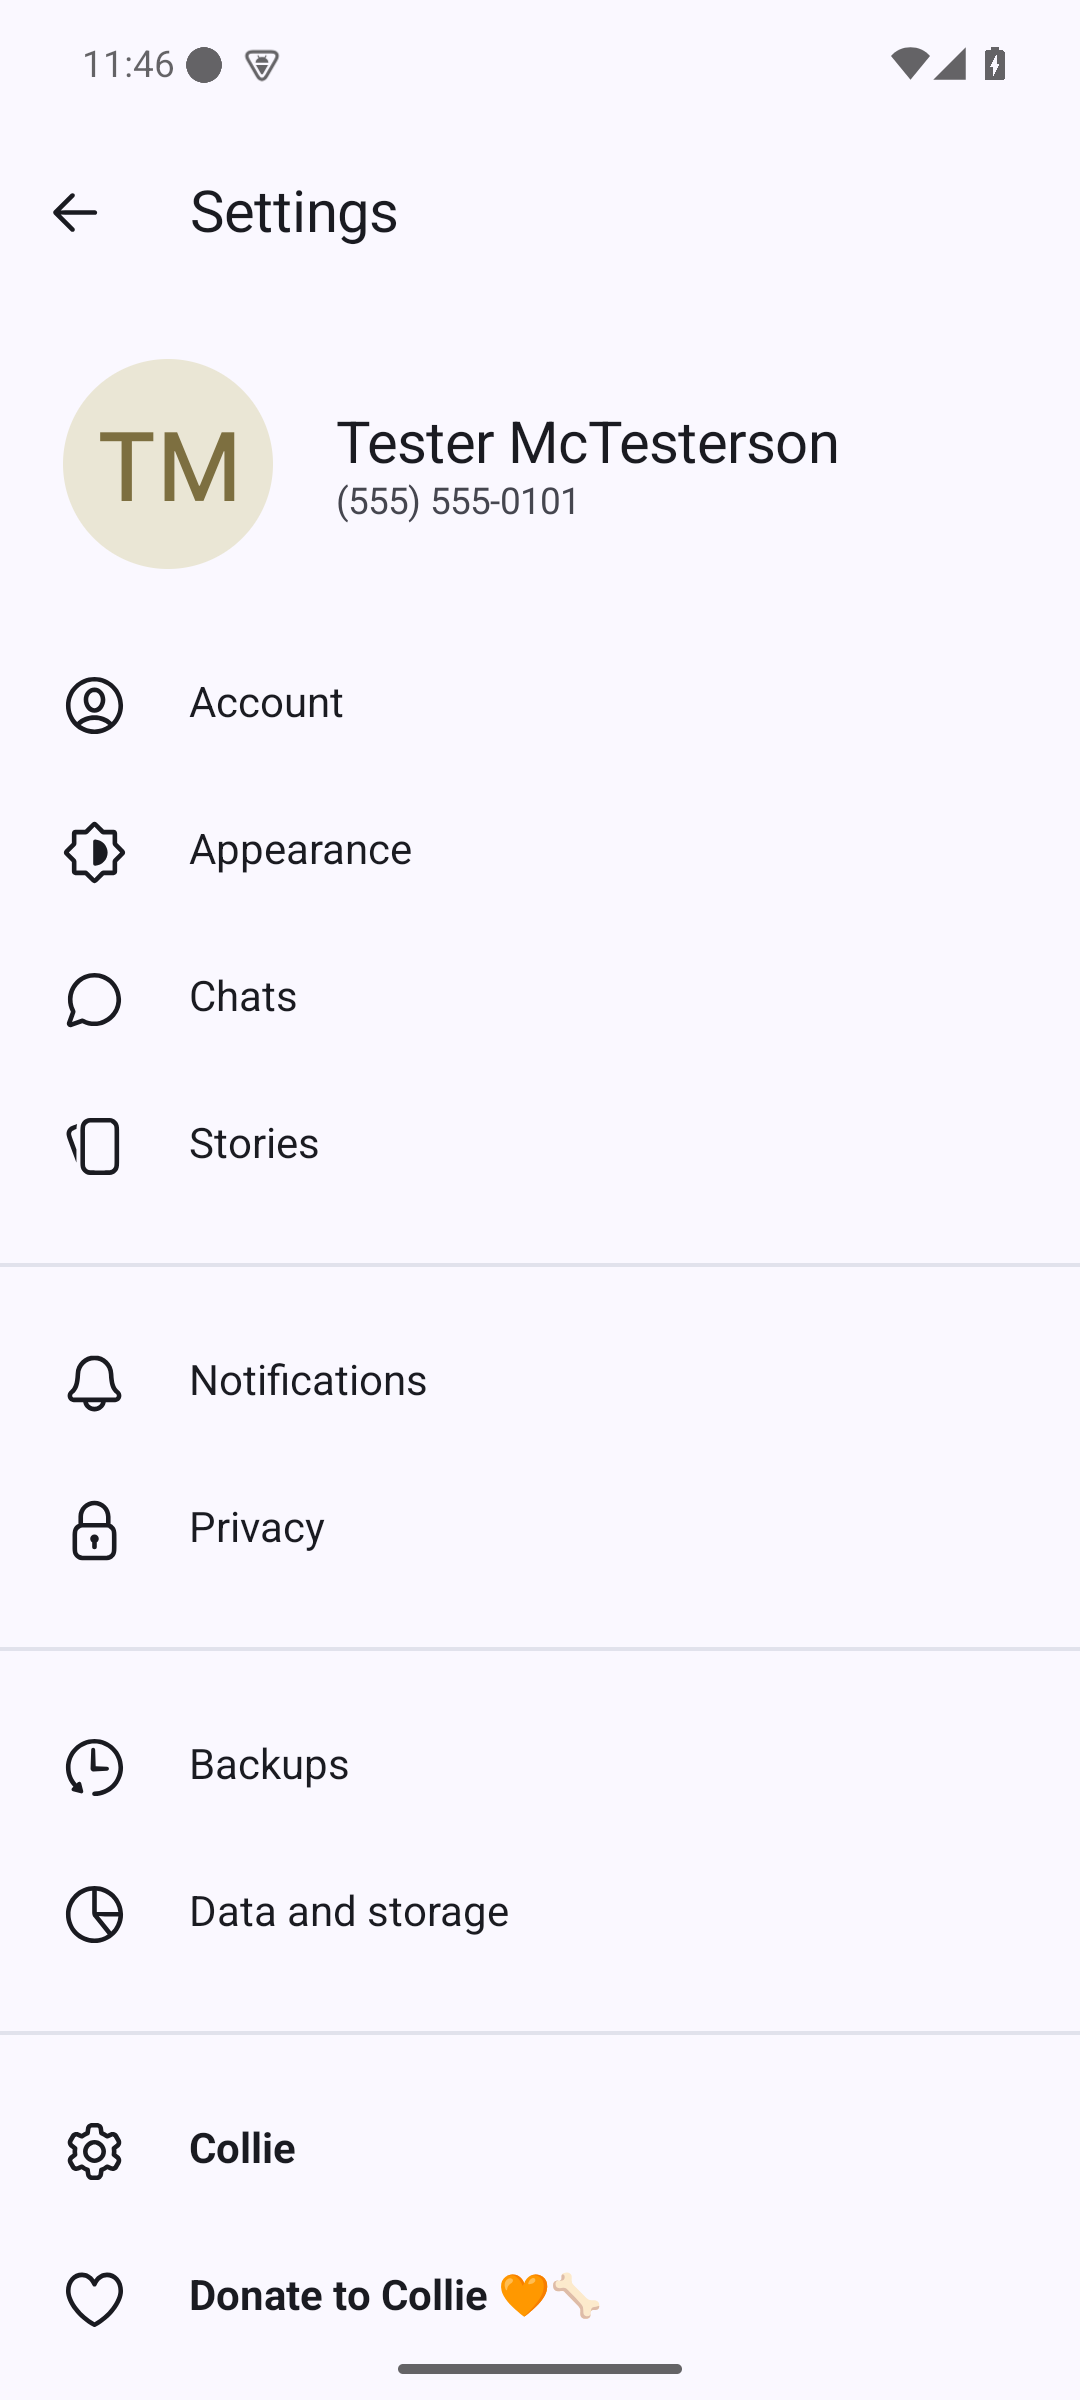 11:46
Settings
TM
Tester McTesterson
(555) 555-0101
Account
Appearance
Chats
Stories
Notifications
Privacy
Backups
Data and storage
Collie
Donate to Collie 🧡🦴